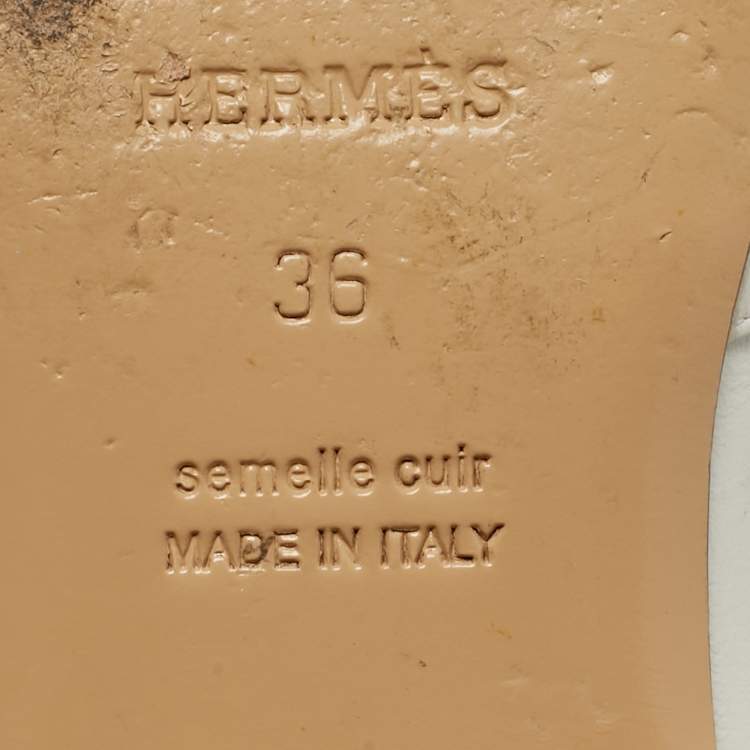 HERMÈS
36
semelle cuir
MADE IN ITALY